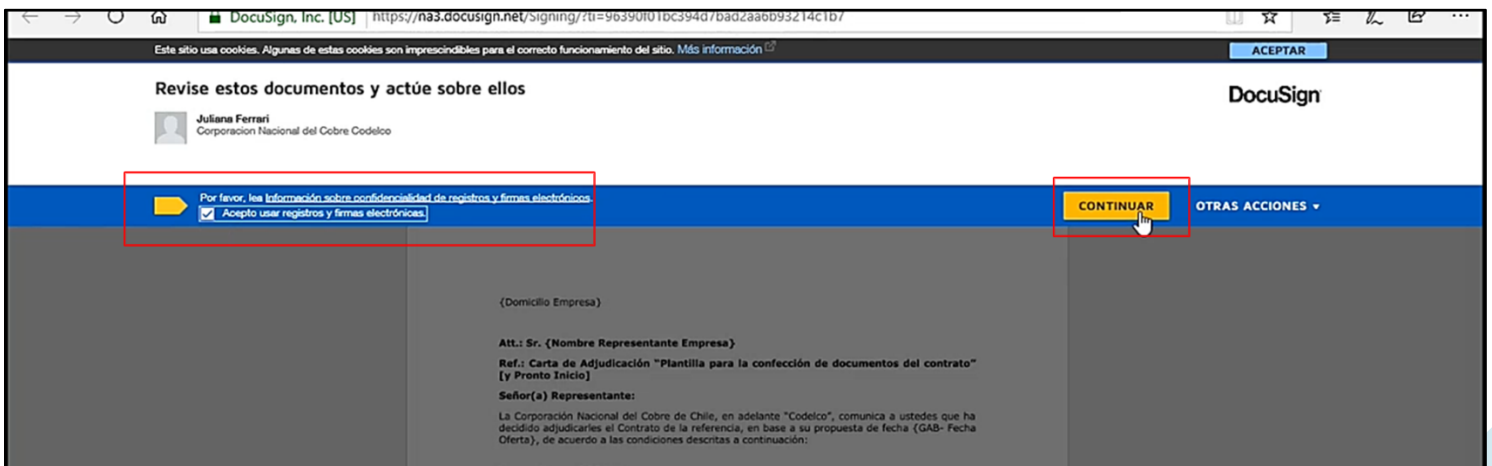 DocuSign, Inc. [US] https://na3.docusign.net/Signing/?ti=96390f01bc394d7bad2aa6b93214c1b7
Este sitio usa cookies. Algunas de estas cookies son imprescindibles para el correcto funcionamiento del sitio. Más información
ACEPTAR
Revise estos documentos y actúe sobre ellos
DocuSign
Juliana Ferrari
Corporacion Nacional del Cobre Codelco
Por favor, lea Información sobre confidencialidad de registros y firmas electrónicos.
Acepto usar registros y firmas electrónicas.
CONTINUAR
OTRAS ACCIONES
{Domicilio Empresa}
Att.: Sr. {Nombre Representante Empresa}
Ref.: Carta de Adjudicación "Plantilla para la confección de documentos del contrato"
[y Pronto Inicio]
Señor(a) Representante:
La Corporación Nacional del Cobre de Chile, en adelante "Codelco", comunica a ustedes que ha
decidido adjudicarles el Contrato de la referencia, en base a su propuesta de fecha {GAB- Fecha
Oferta}, de acuerdo a las condiciones descritas a continuación: